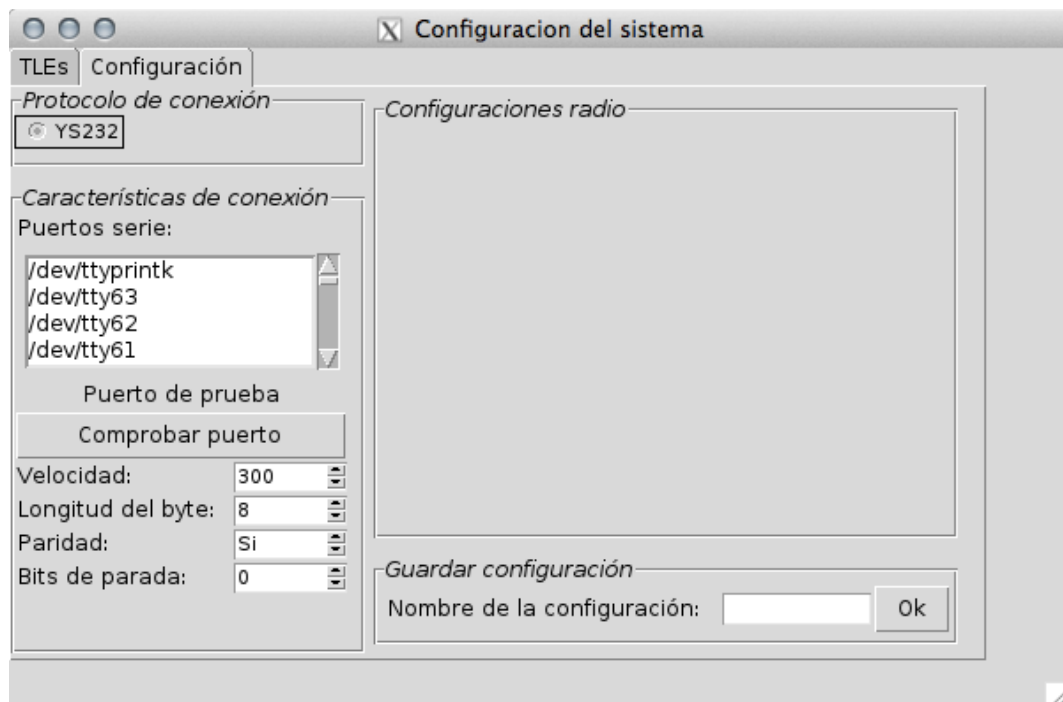 Configuracion del sistema
TLEs
Configuración
Protocolo de conexión
YS232
Características de conexión
Puertos serie:
/dev/ttyprintk
/dev/tty63
/dev/tty62
/dev/tty61
Puerto de prueba
Comprobar puerto
Velocidad: 300
Longitud del byte: 8
Paridad: Si
Bits de parada: 0
Configuraciones radio
Guardar configuración
Nombre de la configuración:
Ok